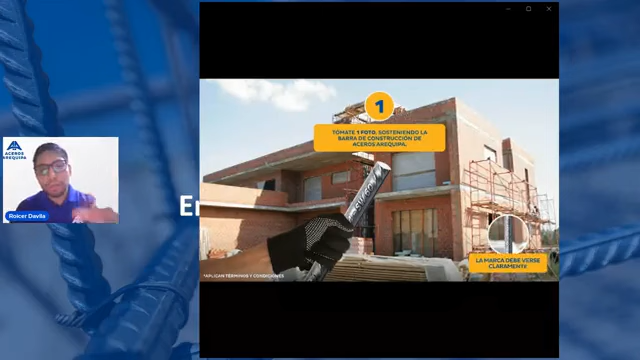 1
TÓMATE 1 FOTO, SOSTENIENDO LA
BARRA DE CONSTRUCCIÓN DE
ACEROS AREQUIPA.
ACEROS
AREQUIPA
Roicer Davila
LA MARCA DEBE VERSE
CLARAMENTE
*APLICAN TÉRMINOS Y CONDICIONES